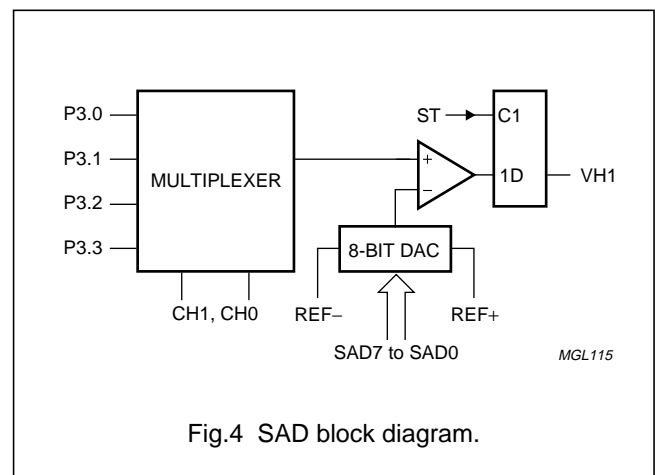 P3.0
P3.1
P3.2
P3.3
MULTIPLEXER
CH1, CH0
ST
C1
+
−
1D
VH1
8-BIT DAC
REF−
REF+
SAD7 to SAD0
MGL115
Fig.4 SAD block diagram.